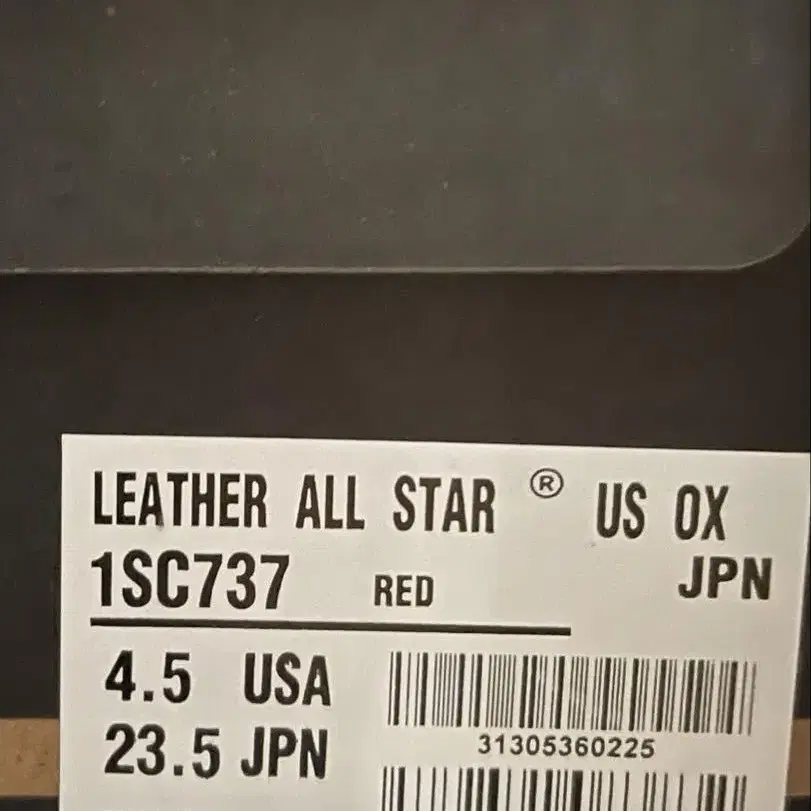 LEATHER ALL STAR ® US OX
1SC737 RED JPN
4.5 USA
23.5 JPN
31305360225